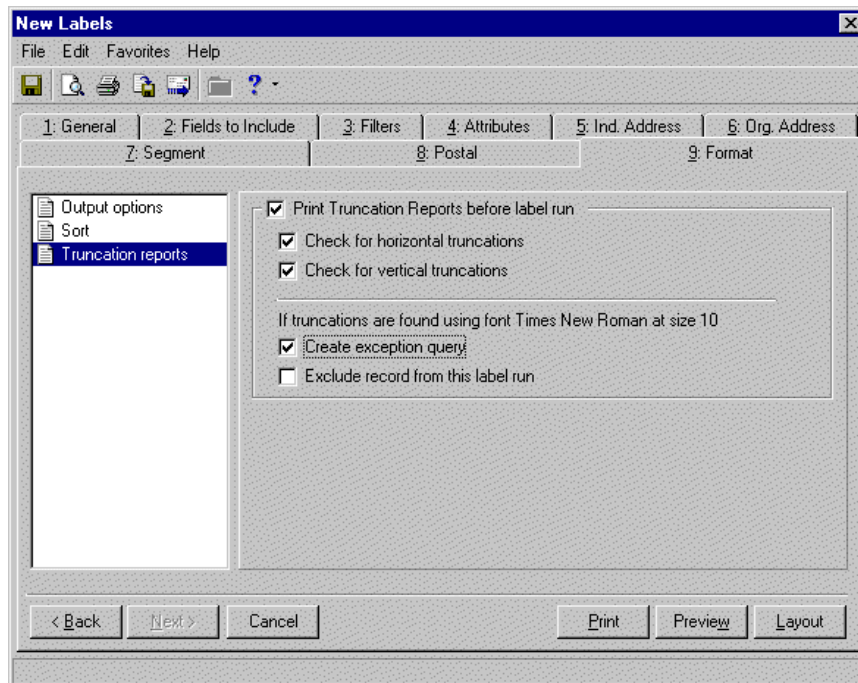 New Labels
File Edit Favorites Help
1: General 2: Fields to Include 3: Filters 4: Attributes 5: Ind. Address 6: Org. Address
7: Segment 8: Postal 9: Format
Output options
Sort
Truncation reports
Print Truncation Reports before label run
Check for horizontal truncations
Check for vertical truncations
If truncations are found using font Times New Roman at size 10
Create exception query
Exclude record from this label run
< Back Next > Cancel Print Preview Layout